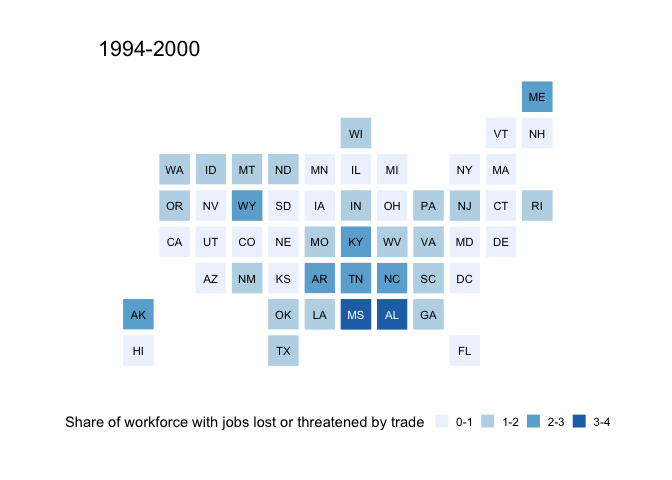 1994-2000
ME
WI VT NH
WA ID MT ND MN IL MI NY MA
OR NV WY SD IA IN OH PA NJ CT RI
CA UT CO NE MO KY WV VA MD DE
AZ NM KS AR TN NC SC DC
AK OK LA MS AL GA
HI TX FL
Share of workforce with jobs lost or threatened by trade 0-1 1-2 2-3 3-4